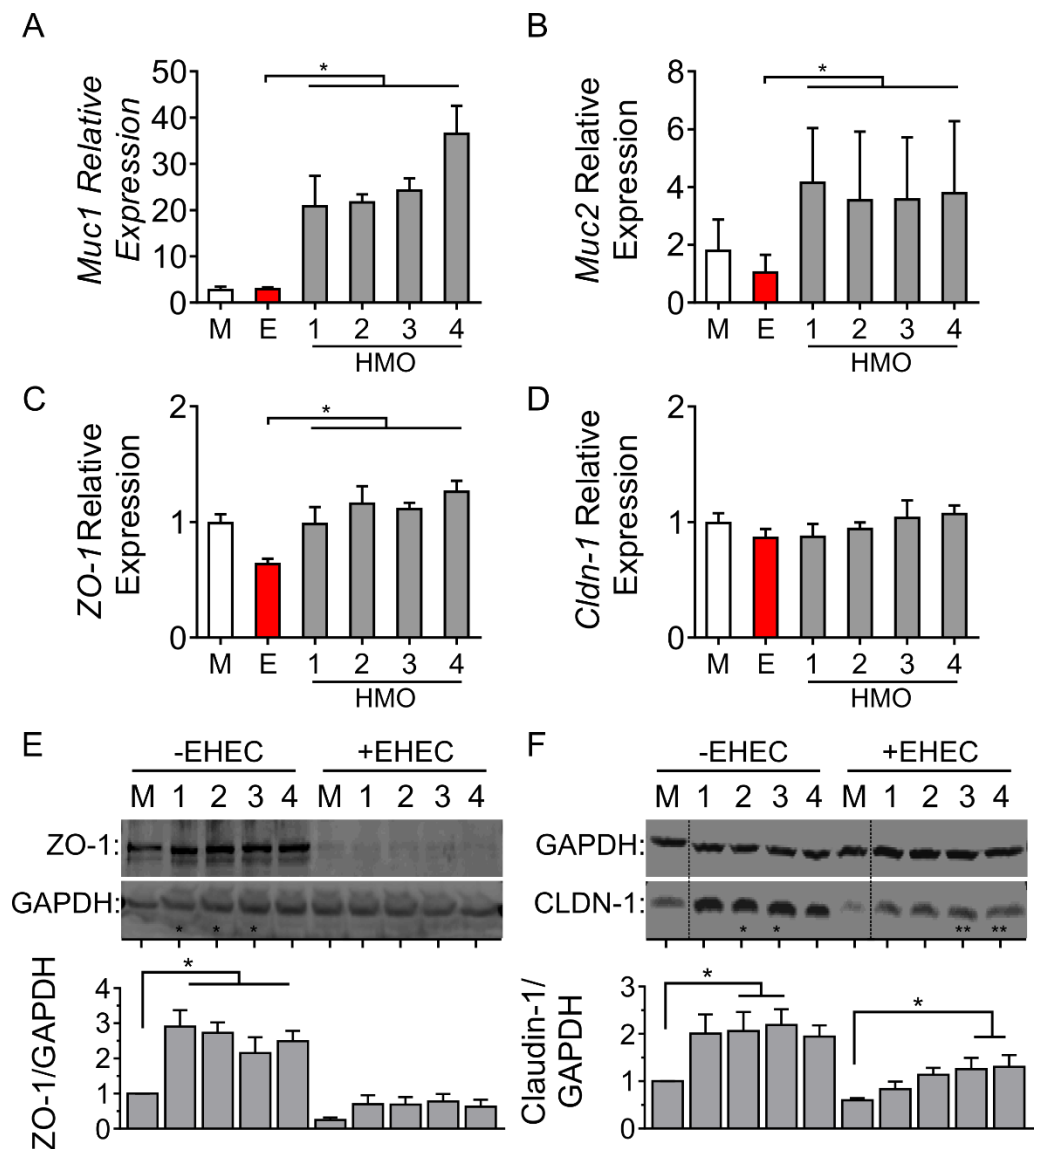 A
Muc1 Relative
Expression
50
40
30
20
10
0
*
M E 1 2 3 4
HMO
B
Muc2 Relative
Expression
8
6
4
2
0
*
M E 1 2 3 4
HMO
C
ZO-1 Relative
Expression
2
1
0
*
M E 1 2 3 4
HMO
D
Cldn-1 Relative
Expression
2
1
0
M E 1 2 3 4
HMO
E
-EHEC +EHEC
M 1 2 3 4 M 1 2 3 4
ZO-1:
GAPDH:
* * *
ZO-1/GAPDH
4
3
2
1
0
*
F
-EHEC +EHEC
M 1 2 3 4 M 1 2 3 4
GAPDH:
CLDN-1:
* * ** **
Claudin-1/
GAPDH
3
2
1
0
* *